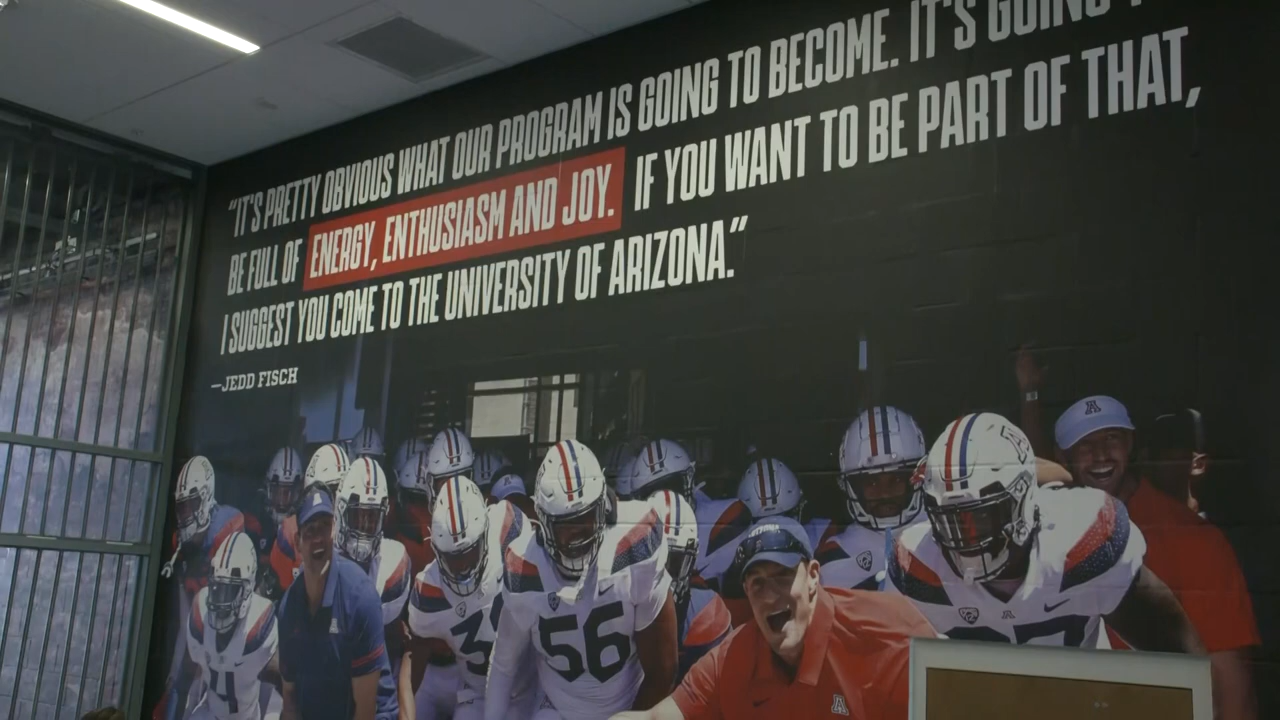 "IT'S PRETTY OBVIOUS WHAT OUR PROGRAM IS GOING TO BECOME. IT'S GOING
BE FULL OF ENERGY, ENTHUSIASM AND JOY. IF YOU WANT TO BE PART OF THAT,
I SUGGEST YOU COME TO THE UNIVERSITY OF ARIZONA."
—JEDD FISCH
A
A
4
3
56
A